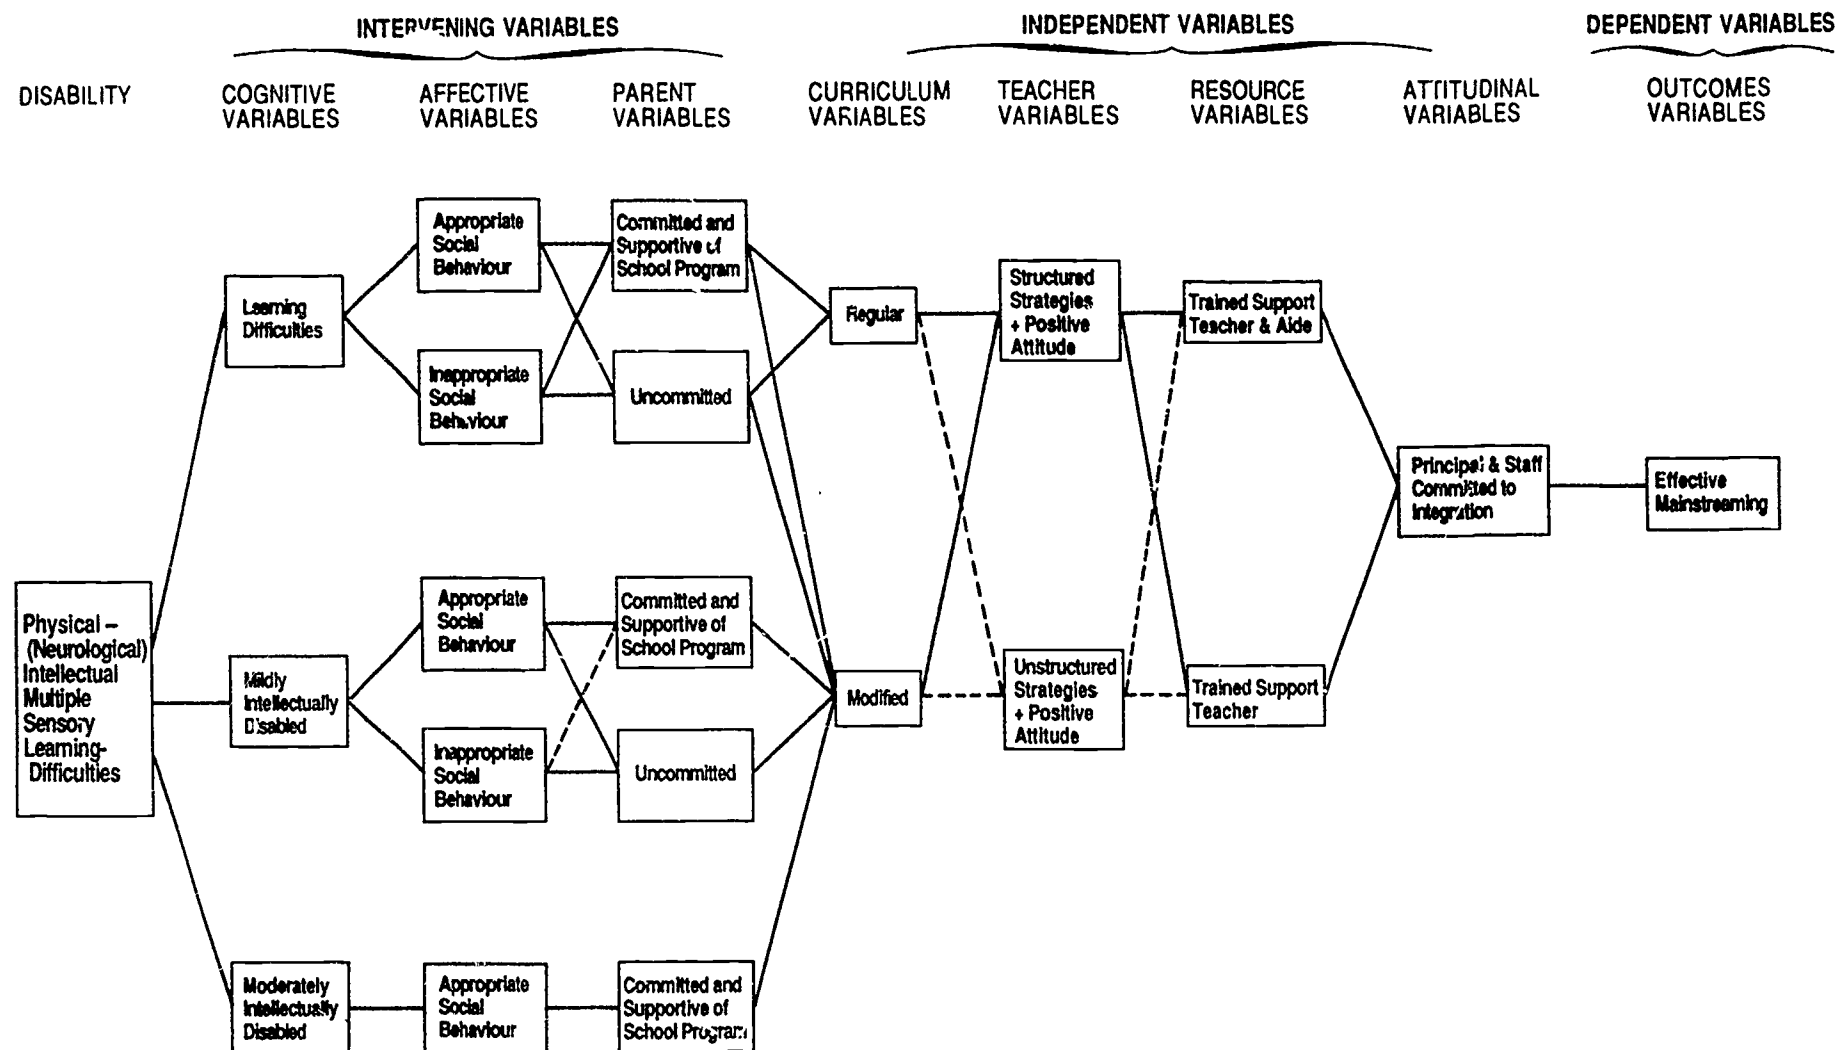 INTERVENING VARIABLES
INDEPENDENT VARIABLES
DEPENDENT VARIABLES
DISABILITY
COGNITIVE
VARIABLES
AFFECTIVE
VARIABLES
PARENT
VARIABLES
CURRICULUM
VARIABLES
TEACHER
VARIABLES
RESOURCE
VARIABLES
ATTITUDINAL
VARIABLES
OUTCOMES
VARIABLES
Physical –
(Neurological)
Intellectual
Multiple
Sensory
Learning-
Difficulties
Learning
Difficulties
Appropriate
Social
Behaviour
Inappropriate
Social
Behaviour
Committed and
Supportive of
School Program
Uncommitted
Mildly
Intellectually
Disabled
Appropriate
Social
Behaviour
Inappropriate
Social
Behaviour
Committed and
Supportive of
School Program
Uncommitted
Moderately
Intellectually
Disabled
Appropriate
Social
Behaviour
Committed and
Supportive of
School Program
Regular
Modified
Structured
Strategies
+ Positive
Attitude
Unstructured
Strategies
+ Positive
Attitude
Trained Support
Teacher & Aide
Trained Support
Teacher
Principal & Staff
Committed to
Integration
Effective
Mainstreaming